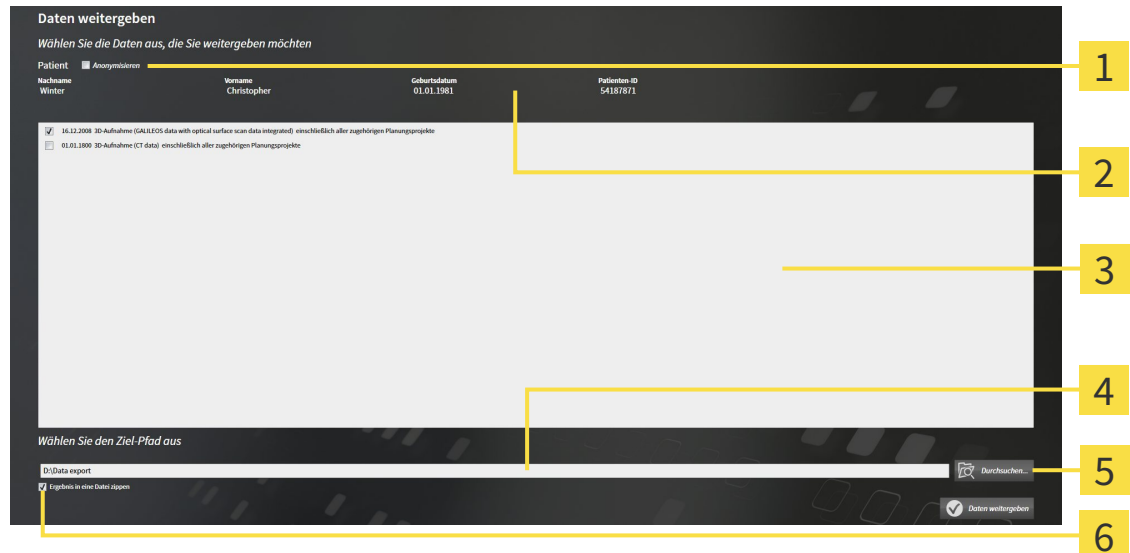 Daten weitergeben
Wählen Sie die Daten aus, die Sie weitergeben möchten
Patient Anonymisieren
1
Nachname Vorname Geburtsdatum Patienten-ID
Winter Christopher 01.01.1981 54187871
16.12.2008 3D-Aufnahme (GALILEOS data with optical surface scan data integrated) einschließlich aller zugehörigen Planungsprojekte
01.01.1800 3D-Aufnahme (CT data) einschließlich aller zugehörigen Planungsprojekte
2
3
4
Wählen Sie den Ziel-Pfad aus
D:\Data export
Durchsuchen...
5
Ergebnis in eine Datei zippen
Daten weitergeben
6